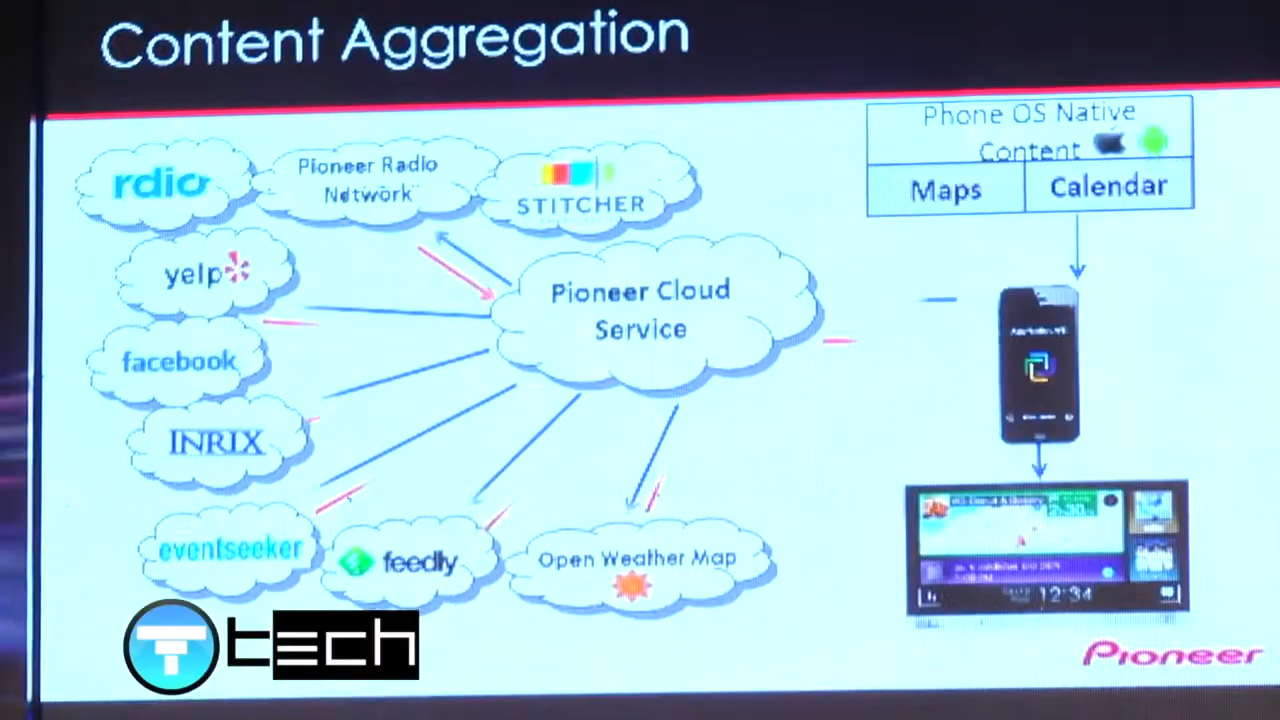 Content Aggregation
rdio
Pioneer Radio
Network
STITCHER
Phone OS Native
Content
Maps
Calendar
yelp
Pioneer Cloud
Service
facebook
INRIX
eventseeker
feedly
Open Weather Map
12:34
tech
Pioneer